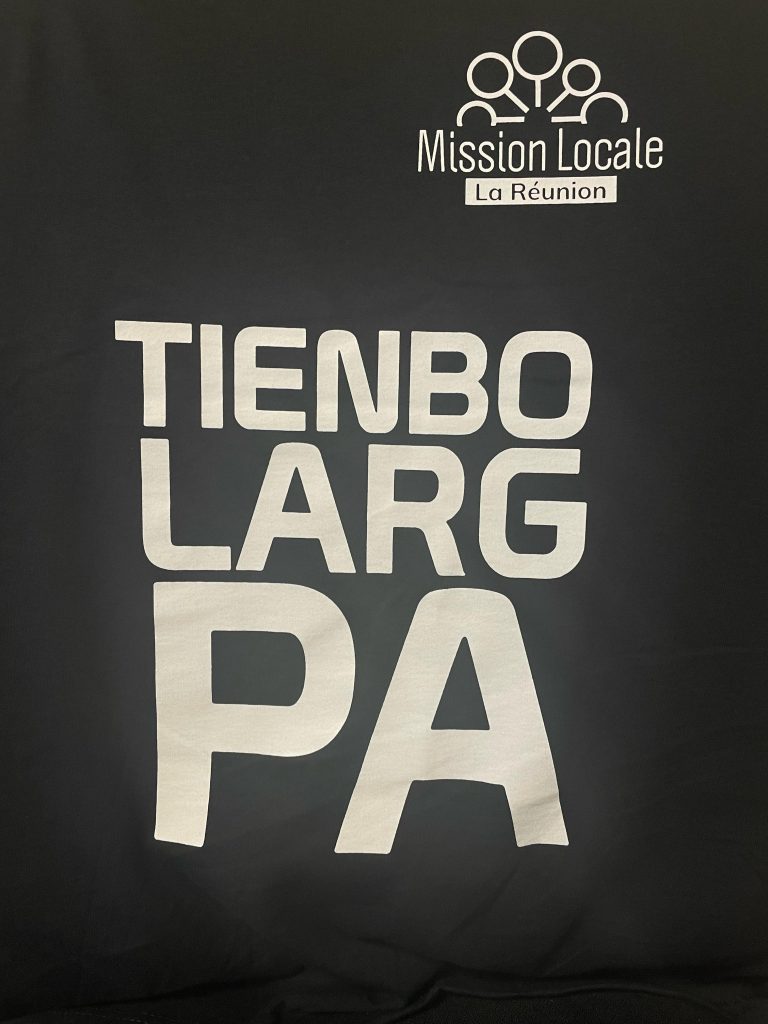 Mission Locale
La Réunion
TIENBO
LARG
PA